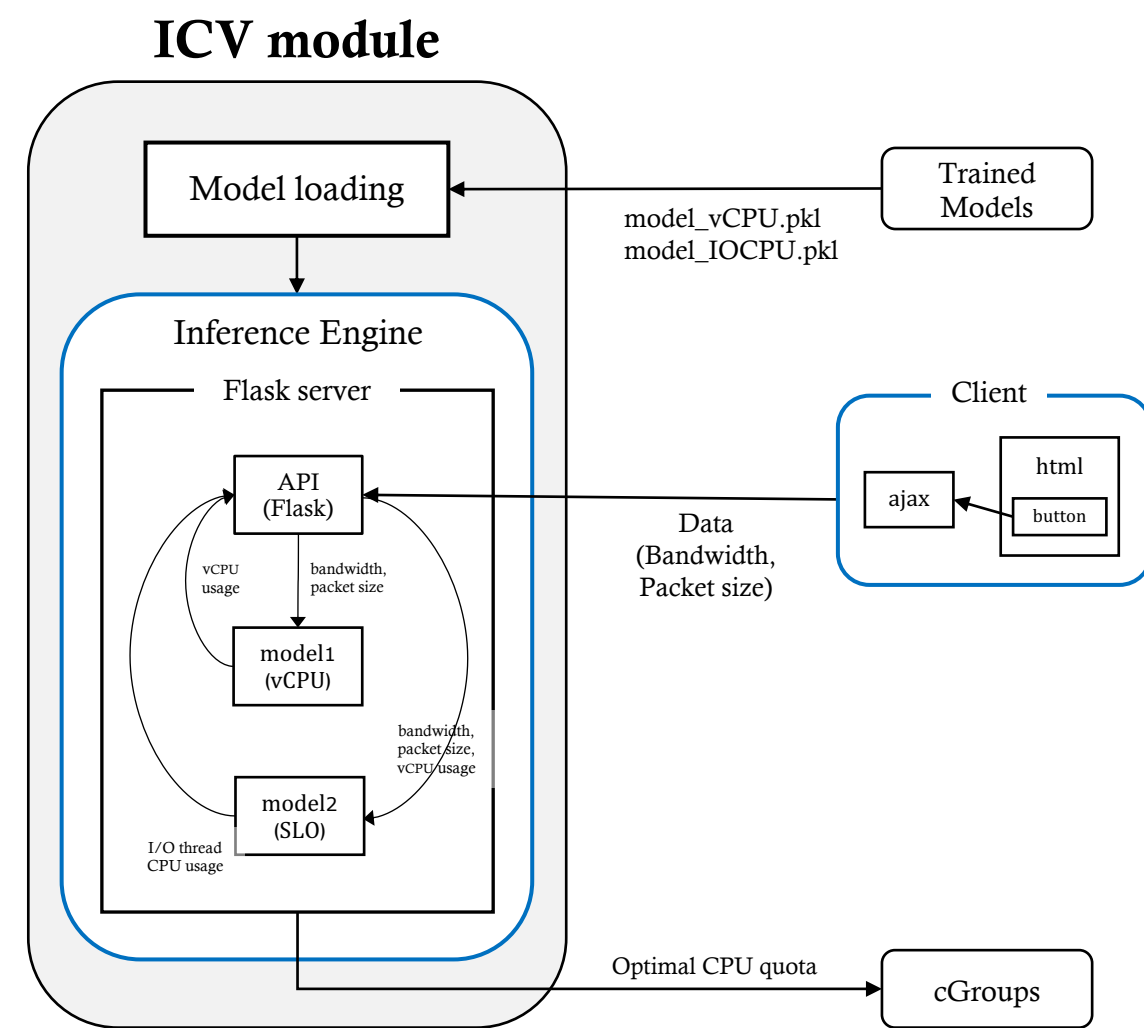 ICV module
Model loading
Trained
Models
model_vCPU.pkl
model_IOCPU.pkl
Inference Engine
Flask server
Client
API
(Flask)
html
ajax
button
Data
(Bandwidth,
Packet size)
vCPU
usage
bandwidth,
packet size
model1
(vCPU)
bandwidth,
packet size,
vCPU usage
model2
(SLO)
I/O thread
CPU usage
Optimal CPU quota
cGroups